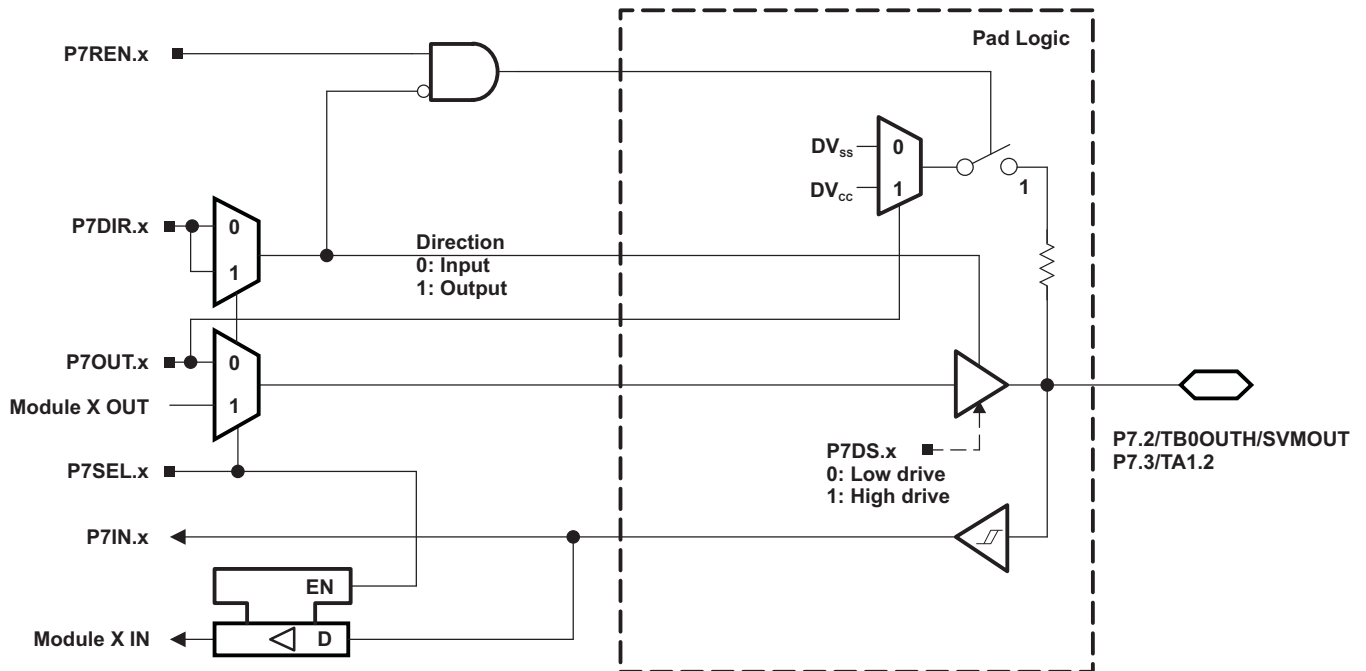 Pad Logic
P7REN.x
DVSS
0
DVCC
1
1
P7DIR.x
0
1
Direction
0: Input
1: Output
P7OUT.x
0
Module X OUT
1
P7DS.x
0: Low drive
1: High drive
P7.2/TB0OUTH/SVMOUT
P7.3/TA1.2
P7SEL.x
P7IN.x
EN
Module X IN
D